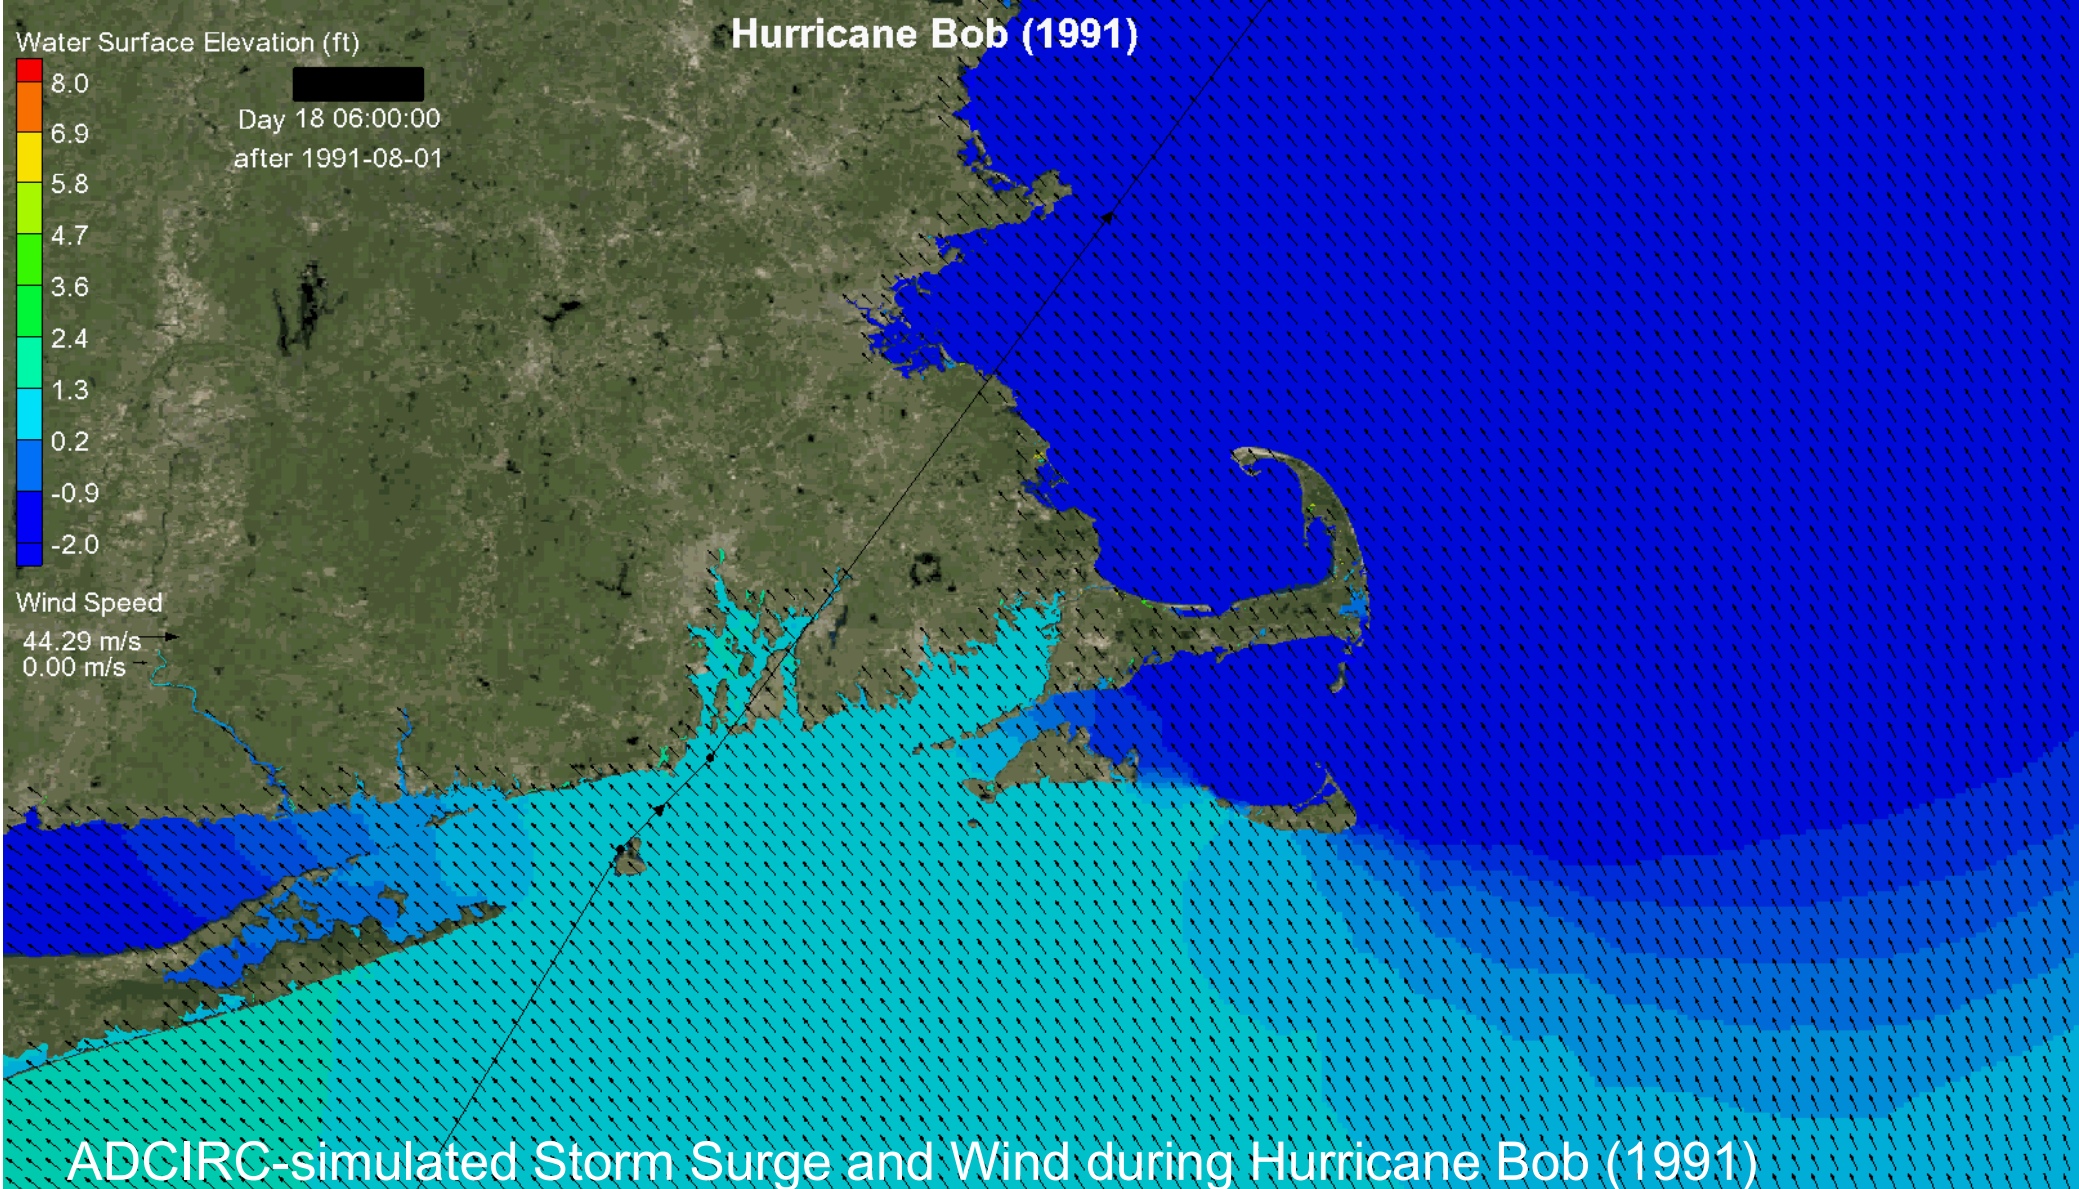 Hurricane Bob (1991)
Water Surface Elevation (ft)
Day 18 06:00:00
after 1991-08-01
8.0
6.9
5.8
4.7
3.6
2.4
1.3
0.2
-0.9
-2.0
Wind Speed
44.29 m/s
0.00 m/s
ADCIRC-simulated Storm Surge and Wind during Hurricane Bob (1991)